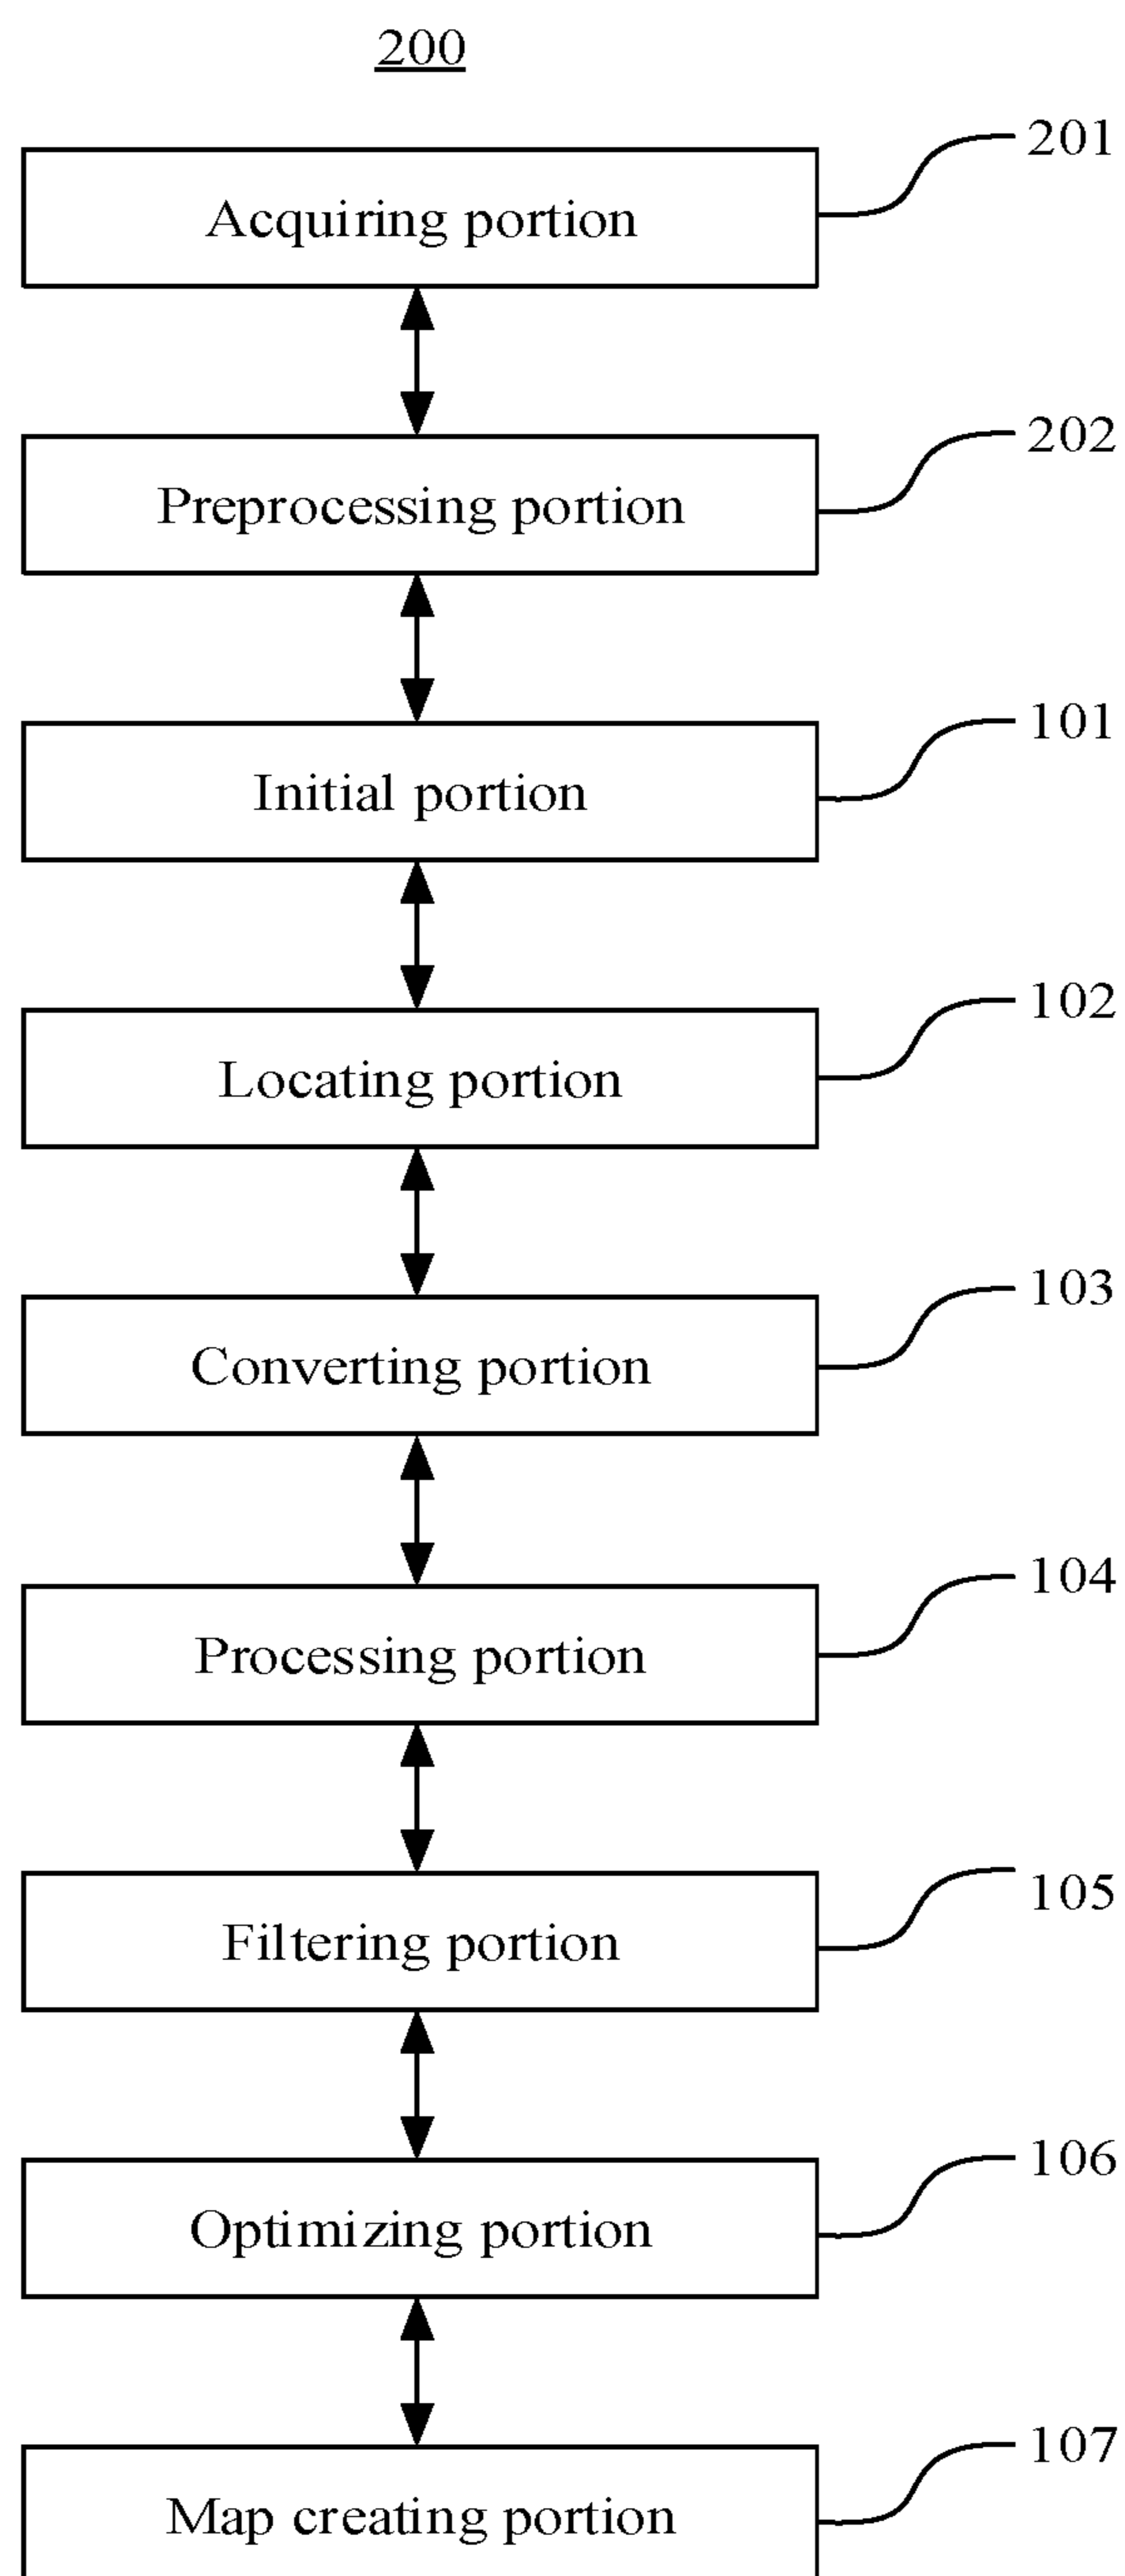 200
Acquiring portion
201
Preprocessing portion
202
Initial portion
101
Locating portion
102
Converting portion
103
Processing portion
104
Filtering portion
105
Optimizing portion
106
Map creating portion
107